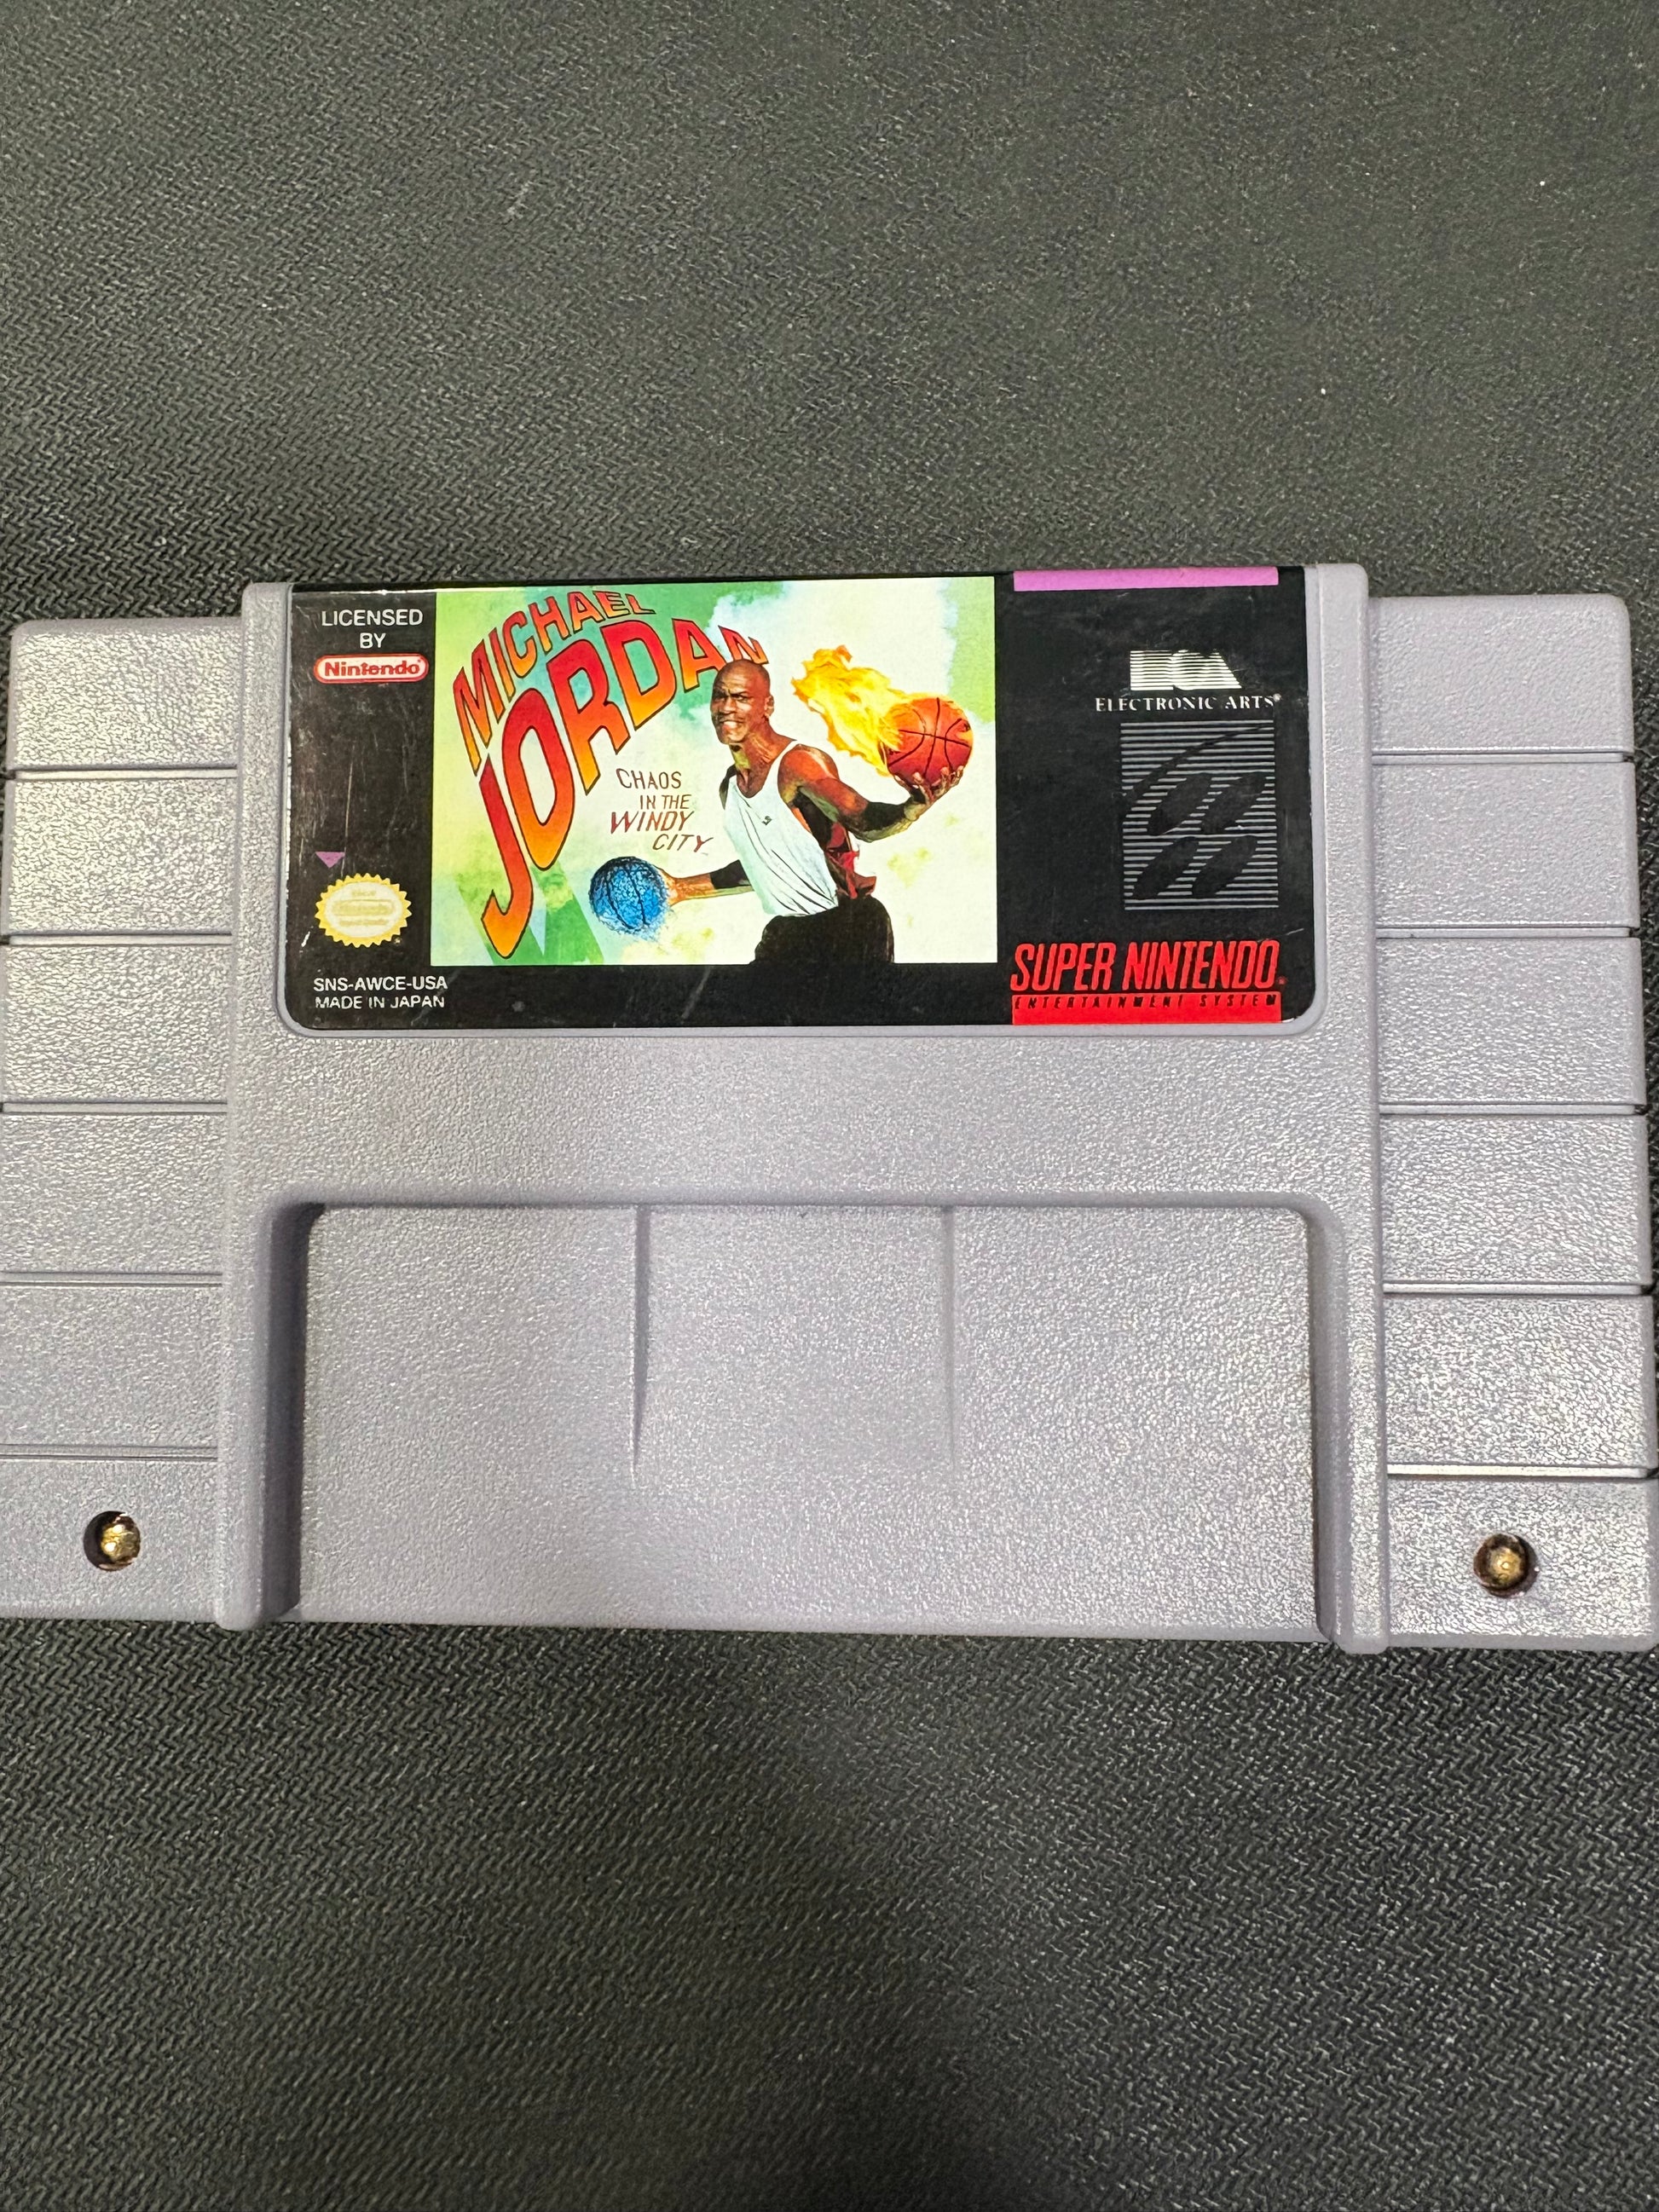 LICENSED
BY
Nintendo®
MICHAEL
JORDAN
CHAOS
IN THE
WINDY
CITY
SNS-AWCE-USA
MADE IN JAPAN
EA
ELECTRONIC ARTS®
SUPER NINTENDO
ENTERTAINMENT SYSTEM